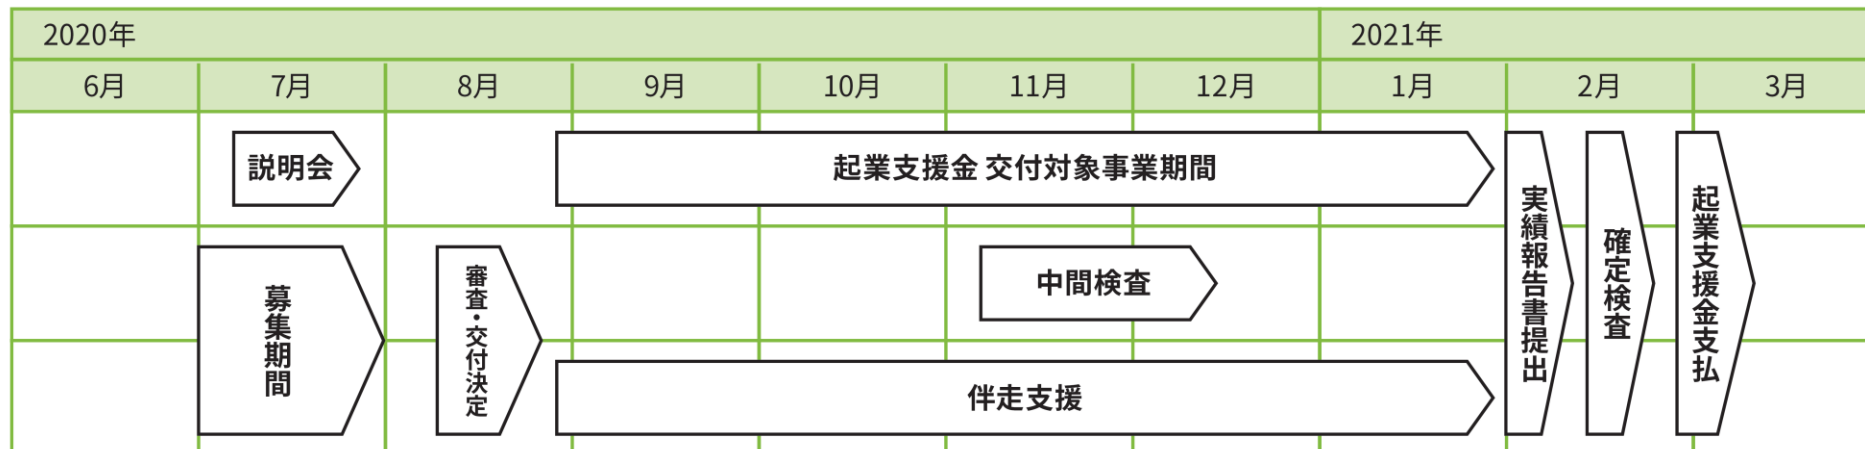 2020年
2021年
6月
7月
8月
9月
10月
11月
12月
1月
2月
3月
説明会
募集期間
審査・交付決定
起業支援金 交付対象事業期間
中間検査
伴走支援
実績報告書提出
確定検査
起業支援金支払